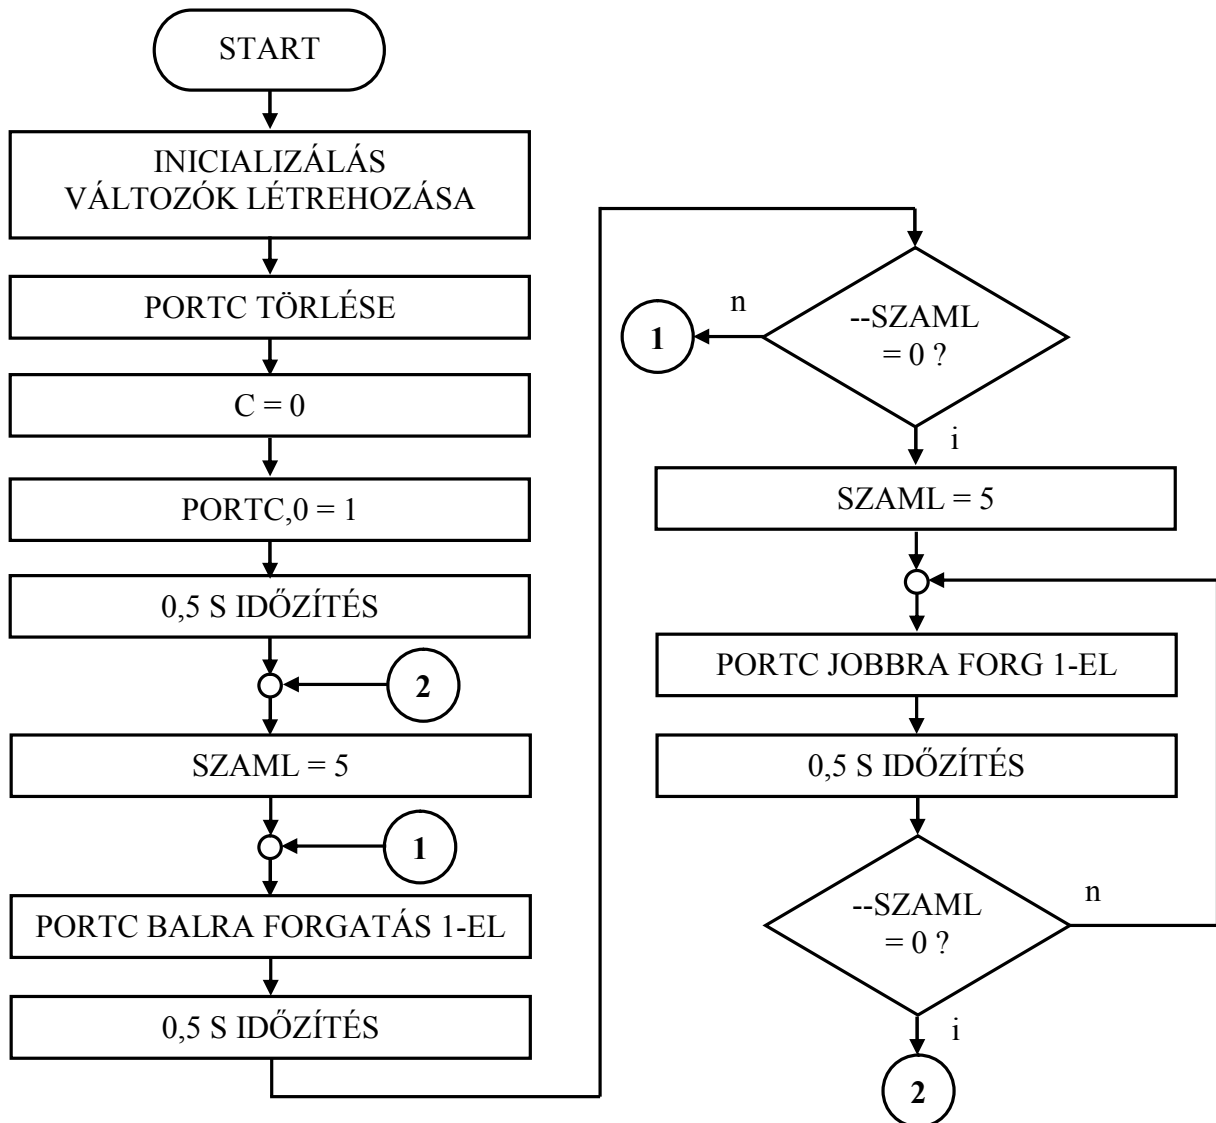 START
INICIALIZÁLÁS
VÁLTOZÓK LÉTREHOZÁSA
PORTC TÖRLÉSE
C = 0
PORTC,0 = 1
0,5 S IDŐZÍTÉS
2
SZAML = 5
1
PORTC BALRA FORGATÁS 1-EL
0,5 S IDŐZÍTÉS
--SZAML
= 0 ?
n
1
i
SZAML = 5
PORTC JOBBRA FORG 1-EL
0,5 S IDŐZÍTÉS
--SZAML
= 0 ?
n
i
2